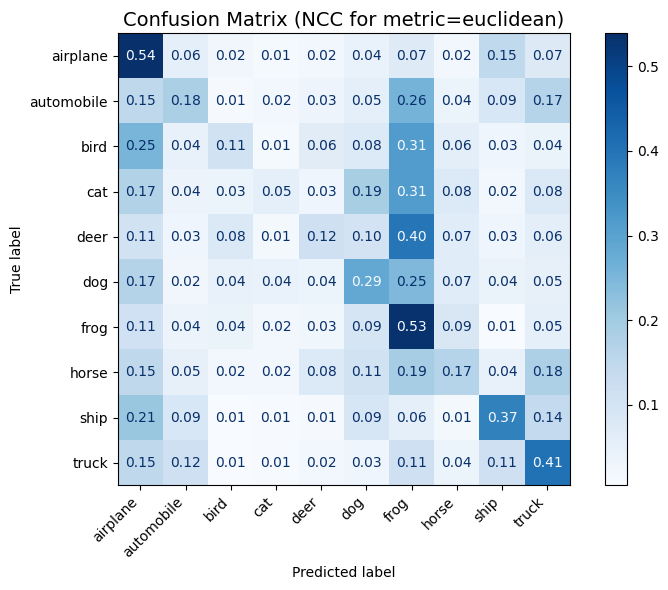 Confusion Matrix (NCC for metric=euclidean)
airplane 0.54 0.06 0.02 0.01 0.02 0.04 0.07 0.02 0.15 0.07
automobile 0.15 0.18 0.01 0.02 0.03 0.05 0.26 0.04 0.09 0.17
bird 0.25 0.04 0.11 0.01 0.06 0.08 0.31 0.06 0.03 0.04
cat 0.17 0.04 0.03 0.05 0.03 0.19 0.31 0.08 0.02 0.08
deer 0.11 0.03 0.08 0.01 0.12 0.10 0.40 0.07 0.03 0.06
dog 0.17 0.02 0.04 0.04 0.04 0.29 0.25 0.07 0.04 0.05
frog 0.11 0.04 0.04 0.02 0.03 0.09 0.53 0.09 0.01 0.05
horse 0.15 0.05 0.02 0.02 0.08 0.11 0.19 0.17 0.04 0.18
ship 0.21 0.09 0.01 0.01 0.01 0.09 0.06 0.01 0.37 0.14
truck 0.15 0.12 0.01 0.01 0.02 0.03 0.11 0.04 0.11 0.41
airplane automobile bird cat deer dog frog horse ship truck
Predicted label
True label
0.5
0.4
0.3
0.2
0.1